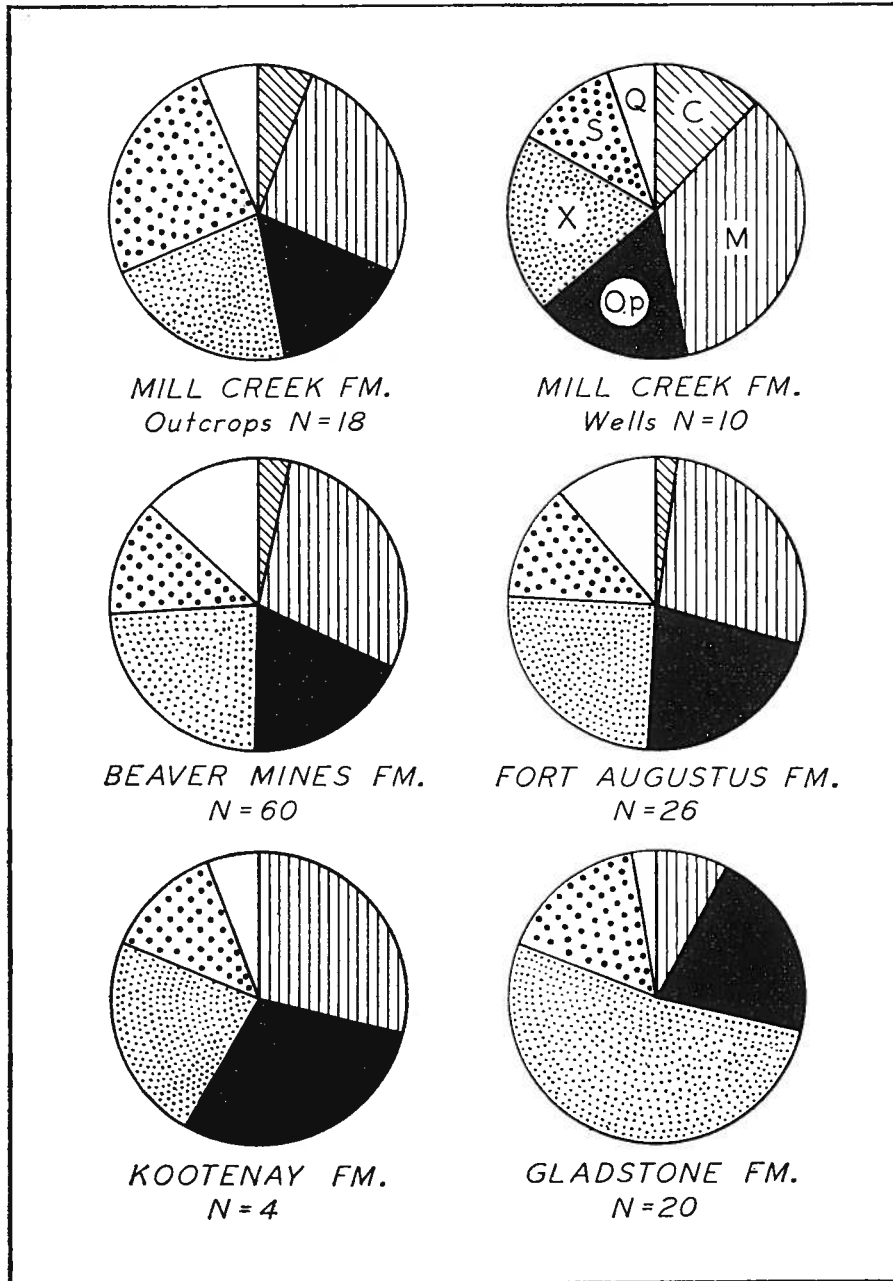 Q
C
S
X
M
Op
MILL CREEK FM.
Outcrops N=18
MILL CREEK FM.
Wells N=10
BEAVER MINES FM.
N=60
FORT AUGUSTUS FM.
N=26
KOOTENAY FM.
N=4
GLADSTONE FM.
N=20